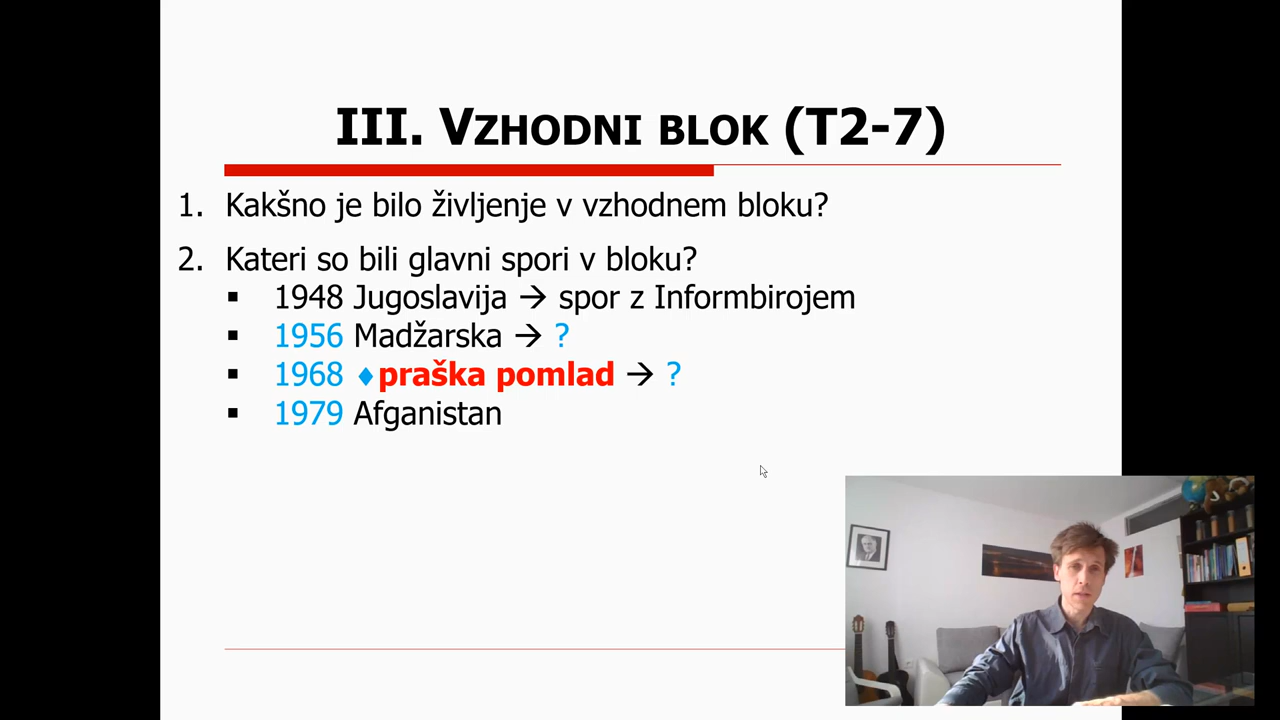 III. VZHODNI BLOK (T2-7)
1. Kakšno je bilo življenje v vzhodnem bloku?
2. Kateri so bili glavni spori v bloku?
▪ 1948 Jugoslavija → spor z Informbirojem
▪ 1956 Madžarska → ?
▪ 1968 ♦praška pomlad → ?
▪ 1979 Afganistan